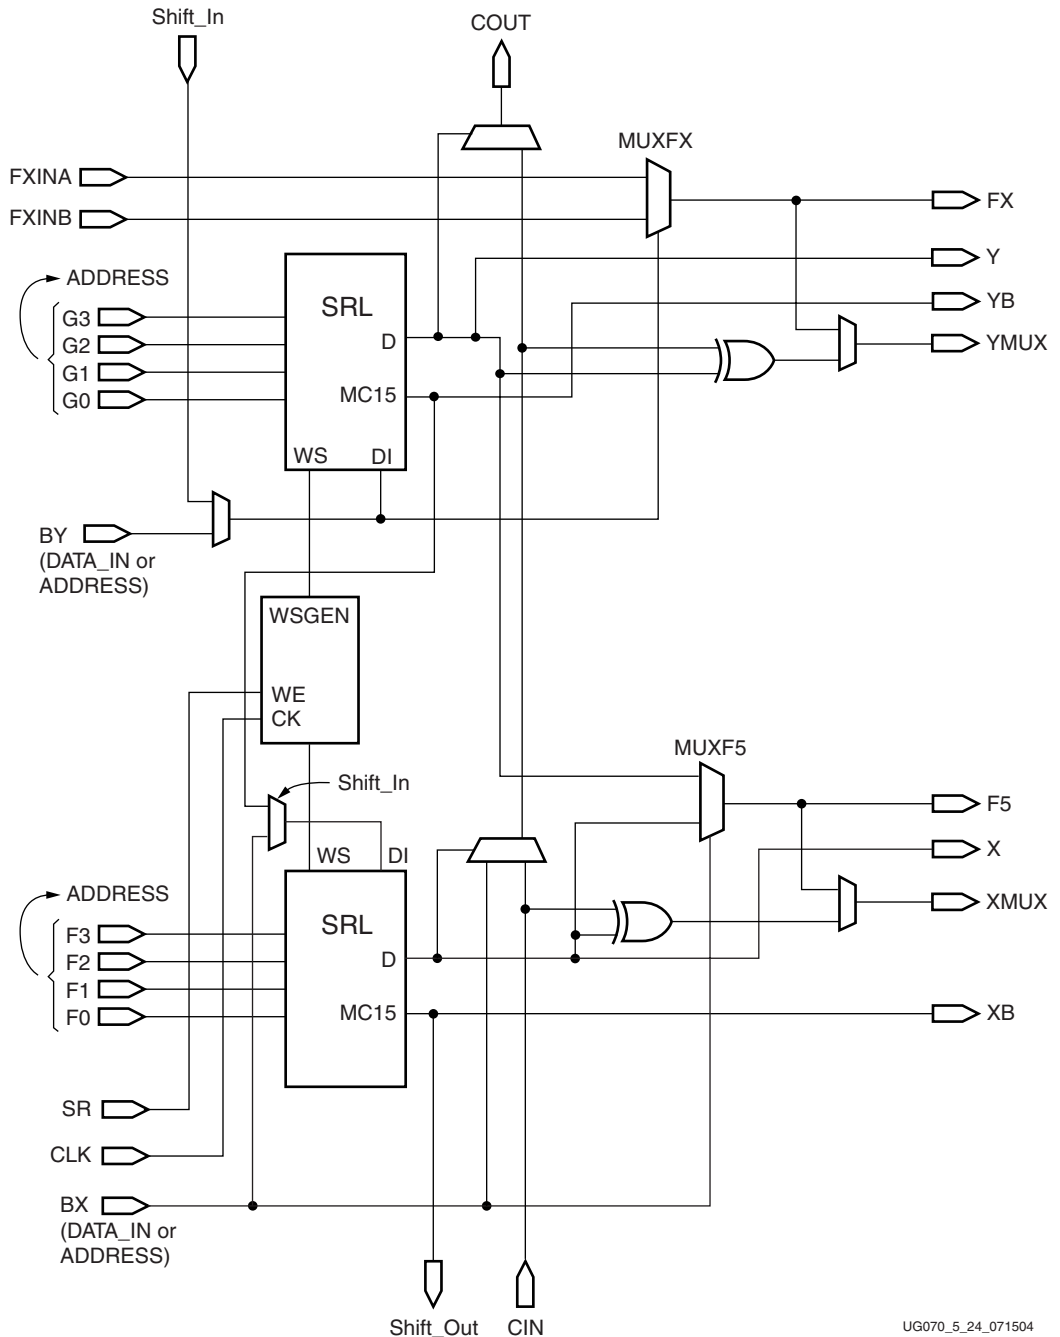 Shift_In
COUT
MUXFX
FXINA
FX
FXINB
Y
ADDRESS
YB
SRL
G3
D
YMUX
G2
G1
MC15
G0
WS
DI
BY
(DATA_IN or
ADDRESS)
WSGEN
WE
CK
MUXF5
Shift_In
F5
WS
DI
X
ADDRESS
XMUX
SRL
F3
D
F2
F1
MC15
XB
F0
SR
CLK
BX
(DATA_IN or
ADDRESS)
Shift_Out
CIN
UG070_5_24_071504